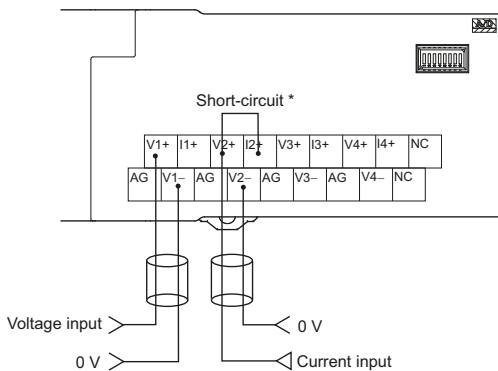 A/D
Short-circuit *
V1+ I1+ V2+ I2+ V3+ I3+ V4+ I4+ NC
AG V1– AG V2– AG V3– AG V4– NC
Voltage input
0 V
0 V
Current input